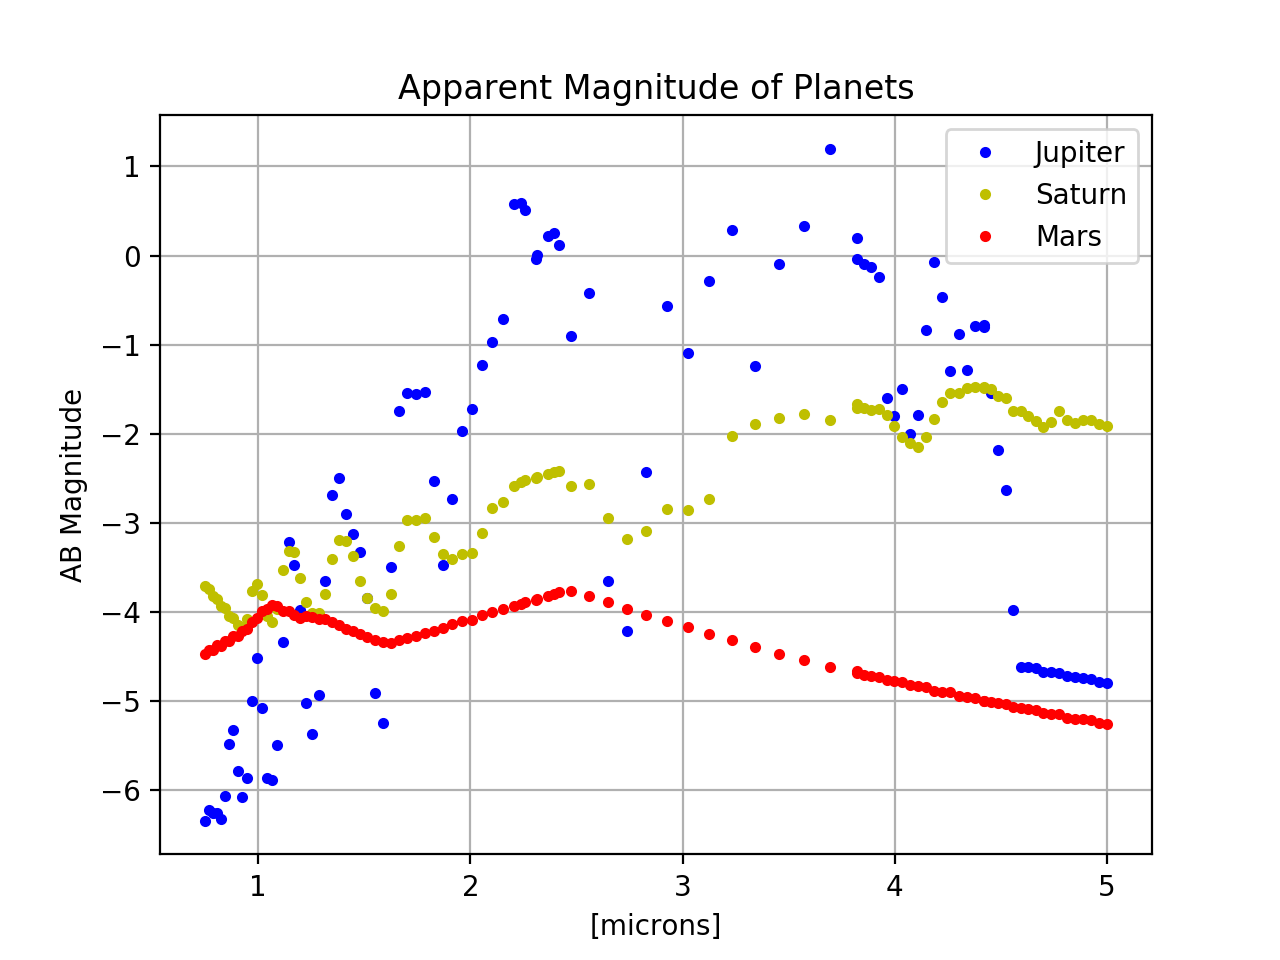 Apparent Magnitude of Planets
Jupiter
Saturn
Mars
AB Magnitude
1
0
−1
−2
−3
−4
−5
−6
1 2 3 4 5
[microns]